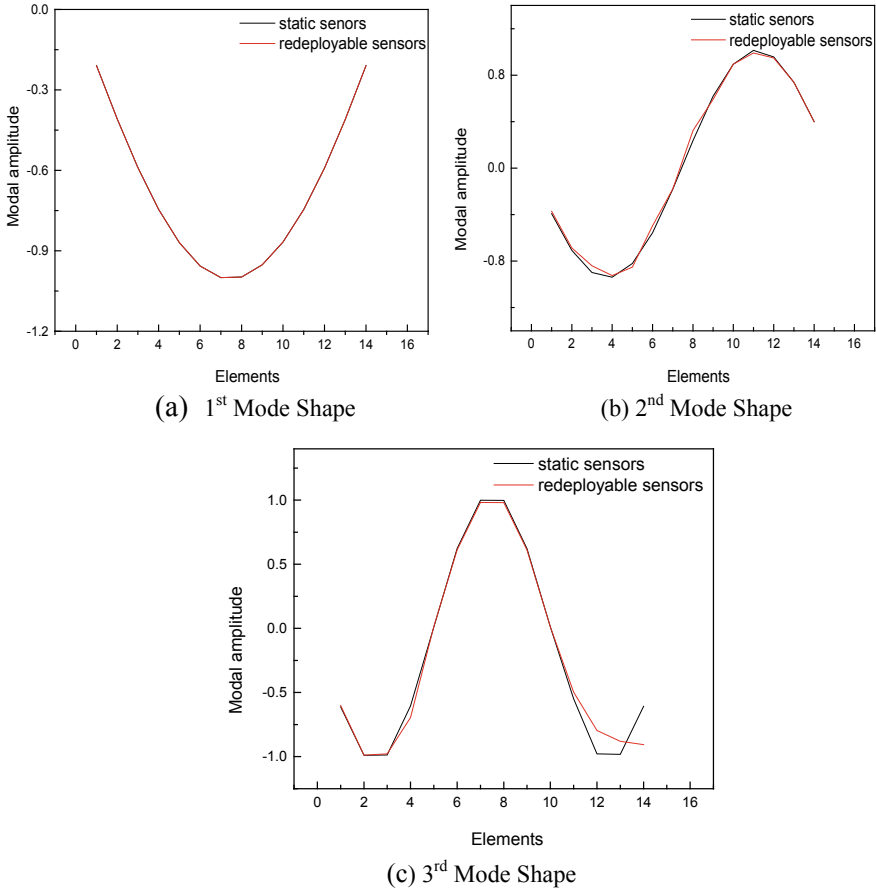 0.0
-0.3
-0.6
-0.9
-1.2
Modal amplitude
static senors
redeployable sensors
0 2 4 6 8 10 12 14 16
Elements
(a) 1st Mode Shape
0.8
0.0
-0.8
Modal amplitude
static senors
redeployable sensors
0 2 4 6 8 10 12 14 16
Elements
(b) 2nd Mode Shape
1.0
0.5
0.0
-0.5
-1.0
Modal amplitude
static sensors
redeployable sensors
0 2 4 6 8 10 12 14 16
Elements
(c) 3rd Mode Shape